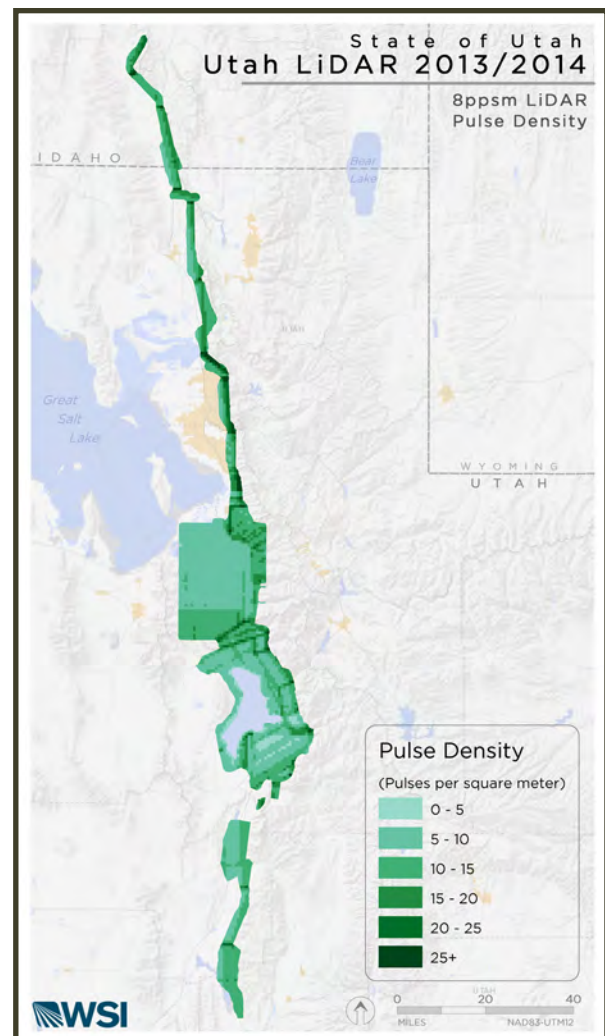 State of Utah
Utah LiDAR 2013/2014
8ppsm LiDAR
Pulse Density
IDAHO
Bear
Lake
UTAH
Great
Salt
Lake
WYOMING
UTAH
Pulse Density
(Pulses per square meter)
0 - 5
5 - 10
10 - 15
15 - 20
20 - 25
25+
UTAH
0 20 40
MILES NAD83-UTM12
WSI